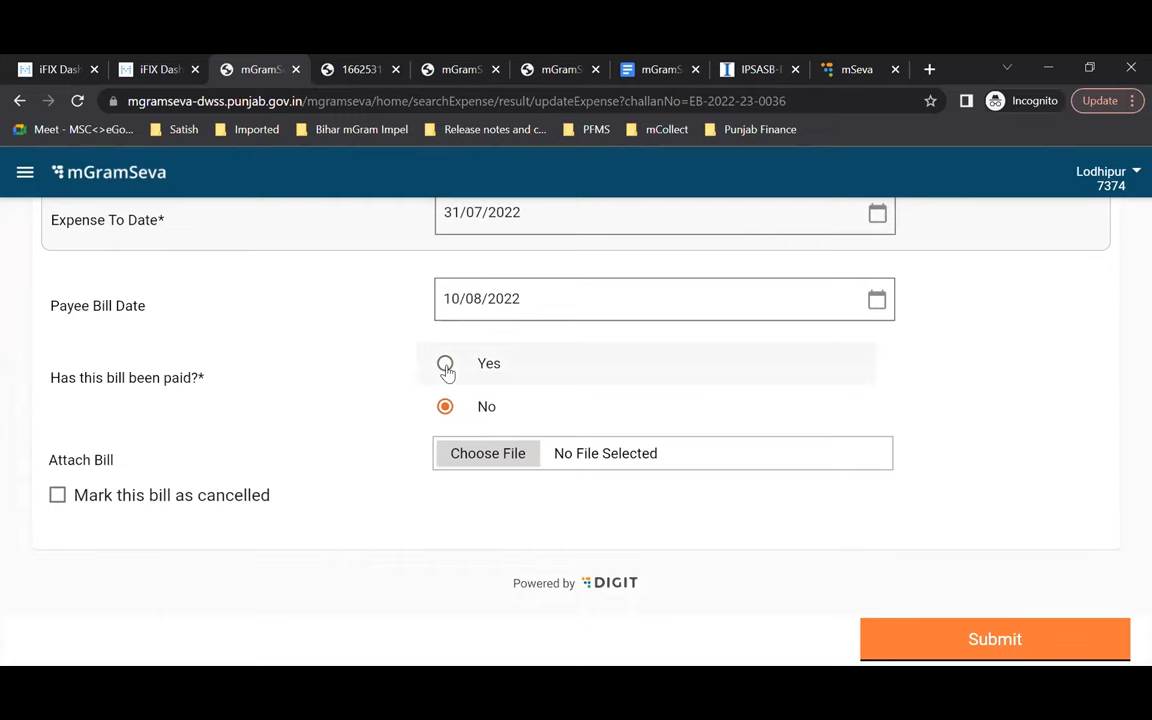 iFIX Dash
iFIX Dash
mGramS
1662531
mGramS
mGramS
mGramS
IPSASB-
mSeva
mgramseva-dwss.punjab.gov.in/mgramseva/home/searchExpense/result/updateExpense?challanNo=EB-2022-23-0036
Incognito
Update
Meet - MSC<>eGo...
Satish
Imported
Bihar mGram Impel
Release notes and c...
PFMS
mCollect
Punjab Finance
mGramSeva
Lodhipur
7374
Expense To Date*
31/07/2022
Payee Bill Date
10/08/2022
Has this bill been paid?*
Yes
No
Attach Bill
Choose File
No File Selected
Mark this bill as cancelled
Powered by DIGIT
Submit